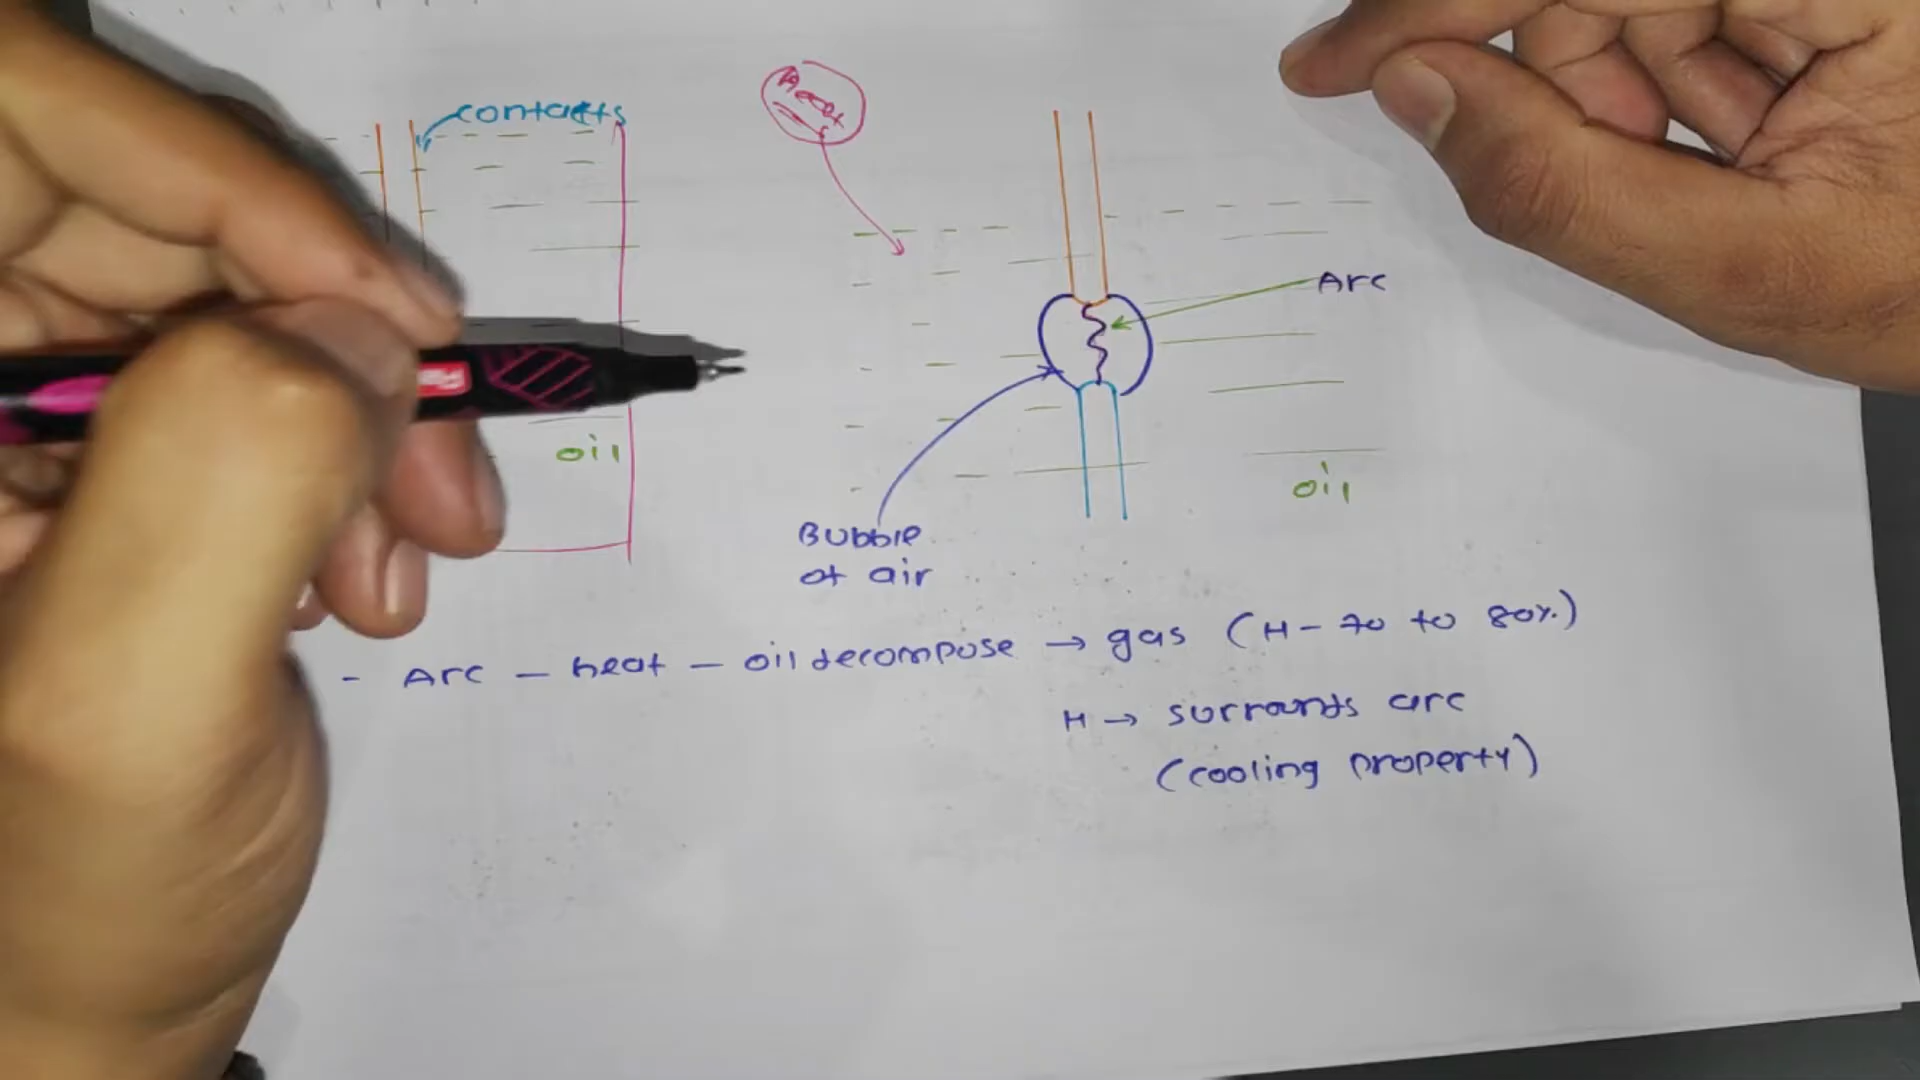 contacts
Heat
Arc
oil
oil
Bubble
of air
- Arc - heat - oil decompose → gas (H - 70 to 80%)
H → surrounts arc
(cooling property)